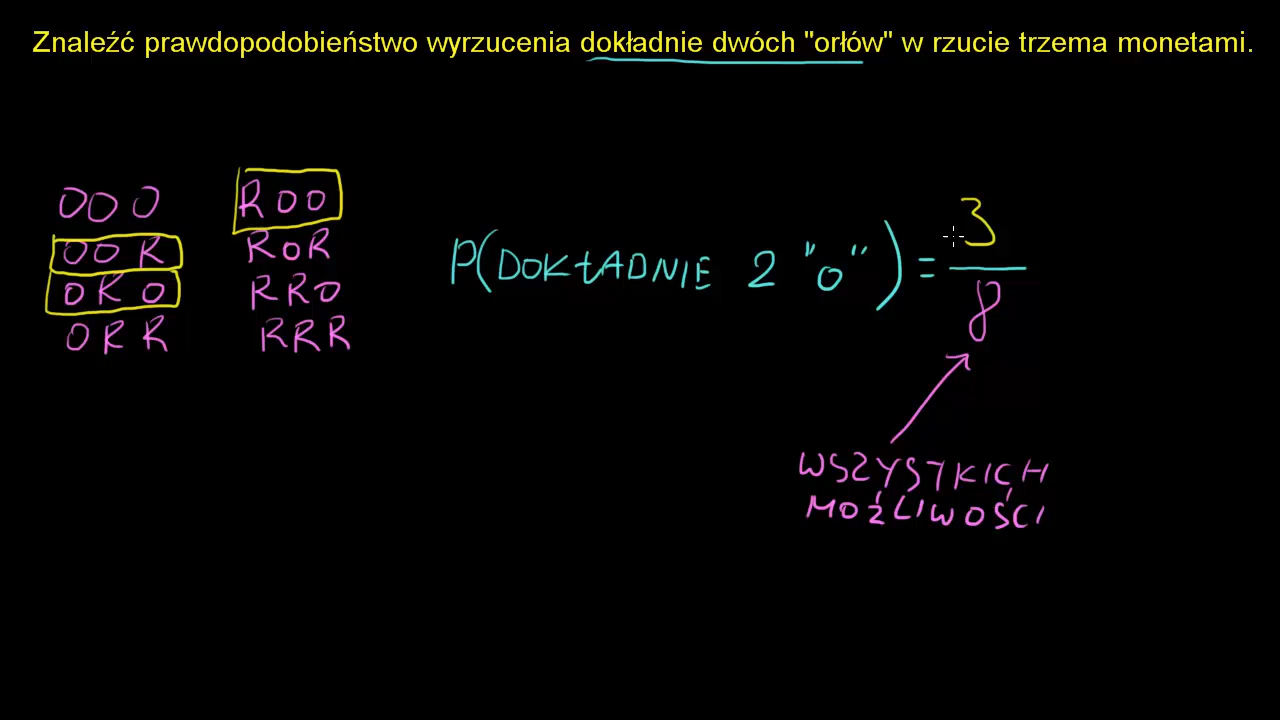 Znaleźć prawdopodobieństwo wyrzucenia dokładnie dwóch "orłów" w rzucie trzema monetami.
OOO ROO
OOR ROR
ORO RRO
ORR RRR
P(DOKŁADNIE 2 "O") = 3/8
WSZYSTKICH
MOŻLIWOŚCI